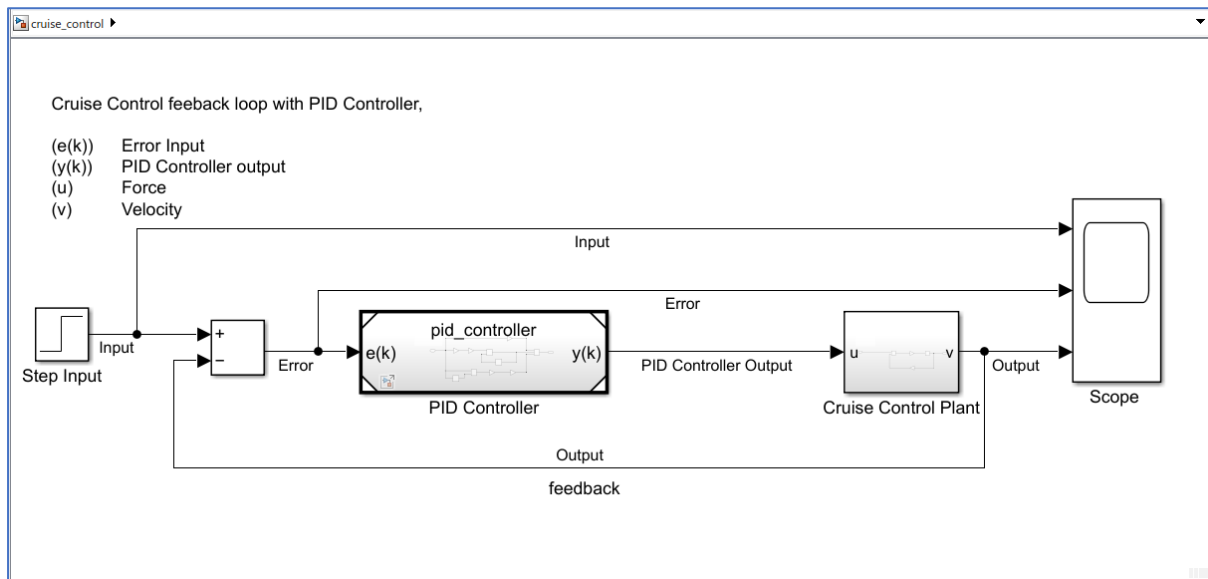 cruise_control
Cruise Control feeback loop with PID Controller,
(e(k)) Error Input
(y(k)) PID Controller output
(u) Force
(v) Velocity
Input
Error
Input
Step Input
+
−
Error
pid_controller
e(k)
y(k)
PID Controller
PID Controller Output
u
v
Cruise Control Plant
Output
Scope
Output
feedback